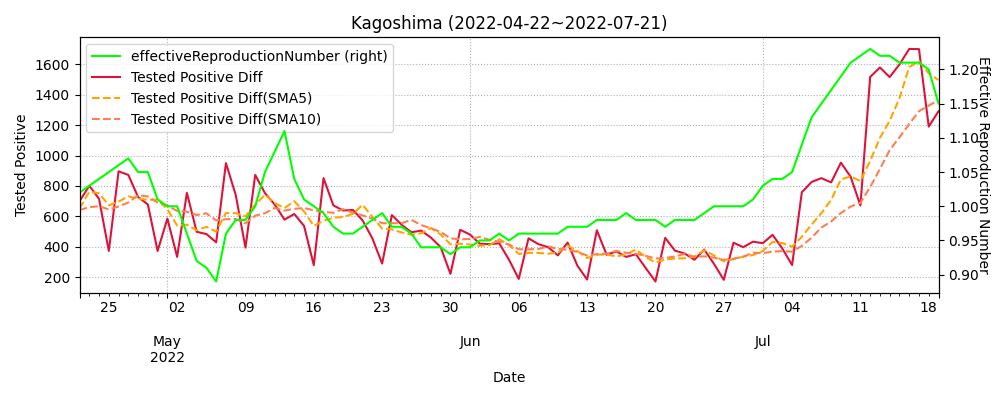 Kagoshima (2022-04-22~2022-07-21)
effectiveReproductionNumber (right)
Tested Positive Diff
Tested Positive Diff(SMA5)
Tested Positive Diff(SMA10)
Tested Positive
1600
1400
1200
1000
800
600
400
200
1.20
1.15
1.10
1.05
1.00
0.95
0.90
Effective Reproduction Number
25 02 09 16 23 30 06 13 20 27 04 11 18
May Jun Jul
2022
Date